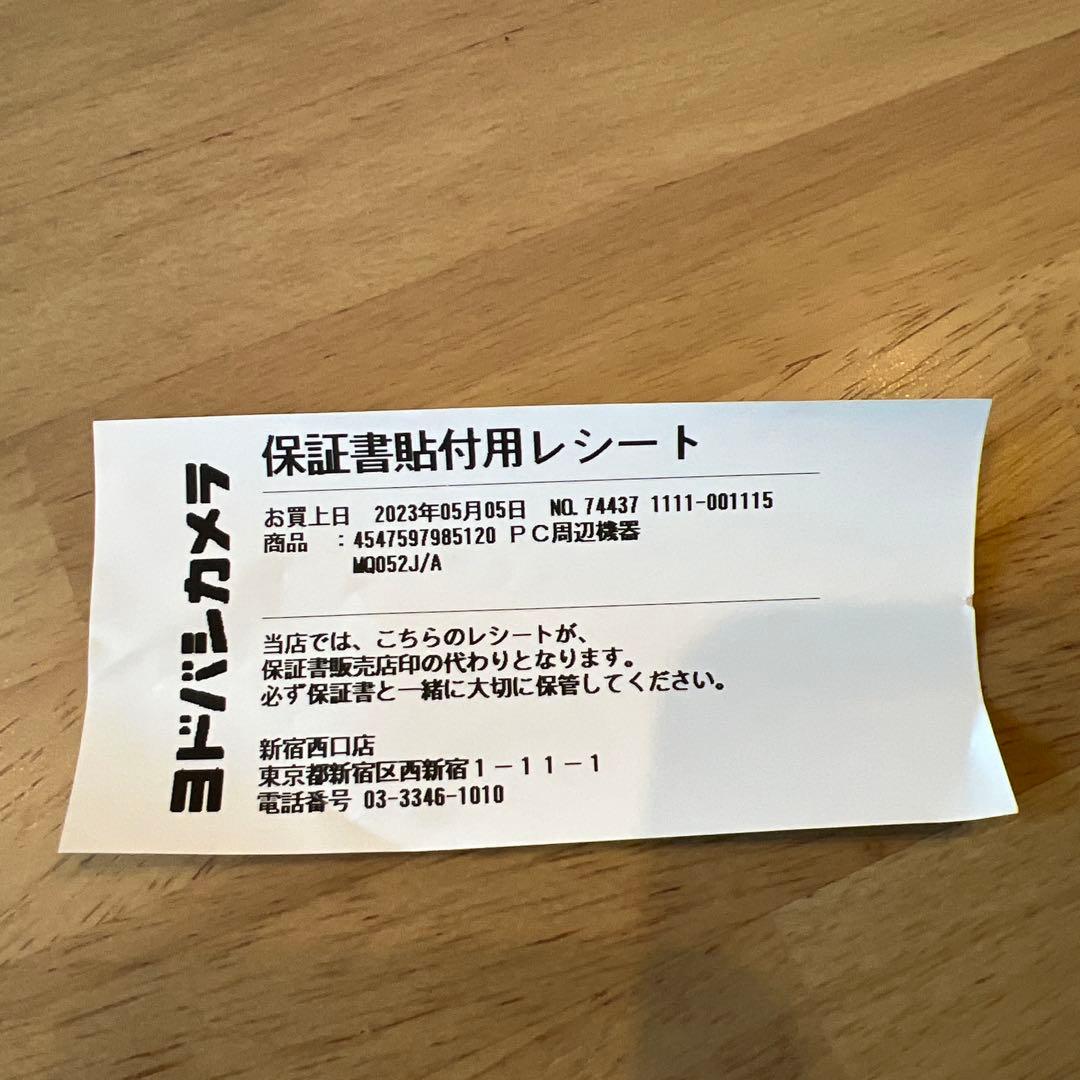 ヨドバシカメラ
保証書貼付用レシート
お買上日 2023年05月05日 NO. 74437 1111-001115
商品 : 4547597985120 PC周辺機器
MQ052J/A
当店では、こちらのレシートが、
保証書販売店印の代わりとなります。
必ず保証書と一緒に大切に保管してください。
新宿西口店
東京都新宿区西新宿1-11-1
電話番号 03-3346-1010